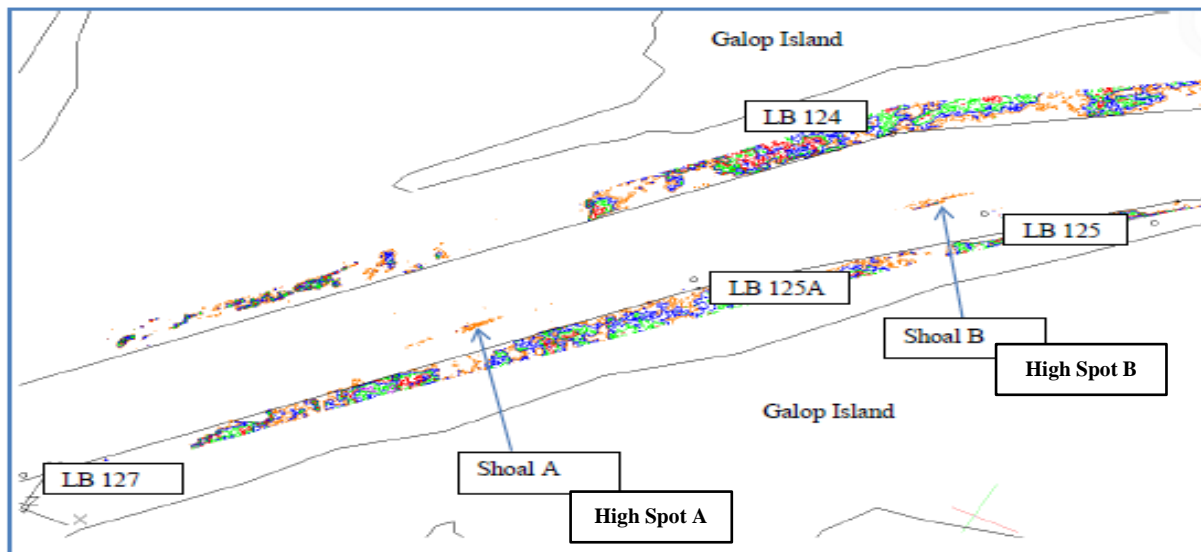 Galop Island
LB 124
LB 125
LB 125A
Shoal B
High Spot B
Galop Island
Shoal A
LB 127
High Spot A